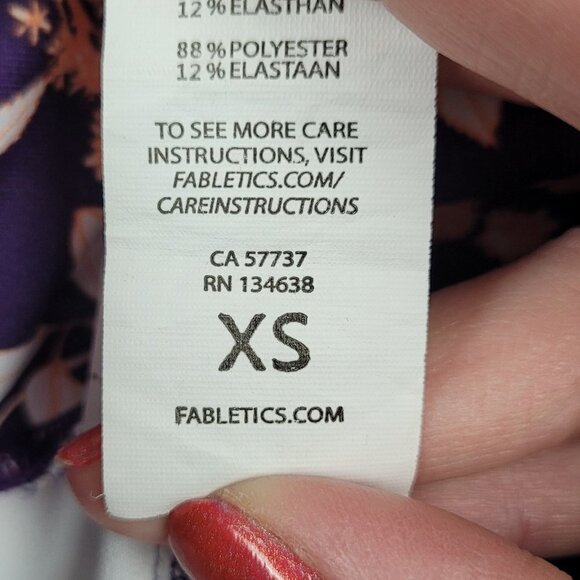 12 % ELASTHAN
88 % POLYESTER
12 % ELASTAAN
TO SEE MORE CARE
INSTRUCTIONS, VISIT
FABLETICS.COM/
CAREINSTRUCTIONS
CA 57737
RN 134638
XS
FABLETICS.COM